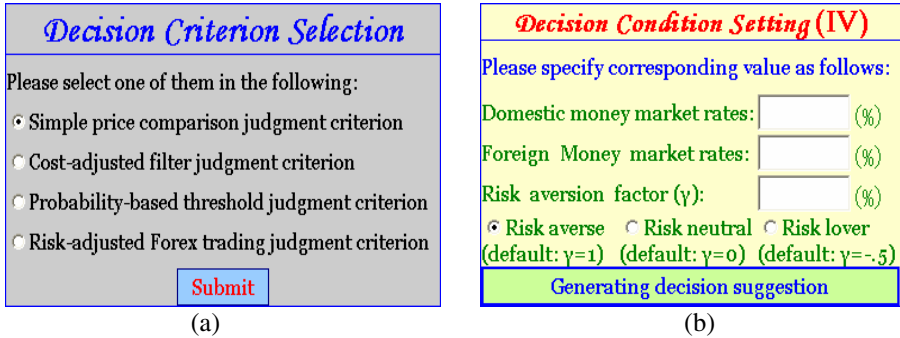 Decision Criterion Selection
Please select one of them in the following:
Simple price comparison judgment criterion
Cost-adjusted filter judgment criterion
Probability-based threshold judgment criterion
Risk-adjusted Forex trading judgment criterion
Submit
(a)
Decision Condition Setting (IV)
Please specify corresponding value as follows:
Domestic money market rates: (%)
Foreign Money market rates: (%)
Risk aversion factor (γ): (%)
Risk averse Risk neutral Risk lover
(default: γ=1) (default: γ=0) (default: γ=-.5)
Generating decision suggestion
(b)